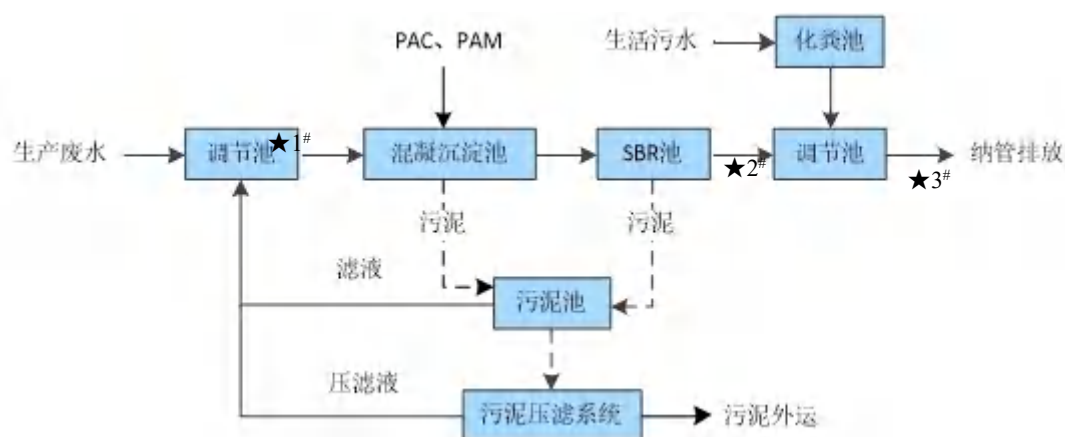 PAC、PAM
生活污水
化粪池
生产废水
调节池
★1#
混凝沉淀池
SBR池
★2#
调节池
★3#
纳管排放
污泥
污泥
滤液
污泥池
压滤液
污泥压滤系统
污泥外运